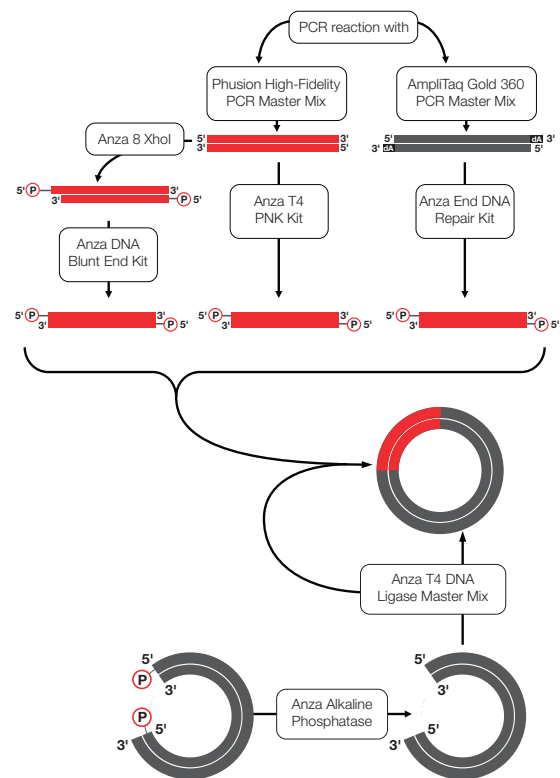 PCR reaction with
Phusion High-Fidelity
PCR Master Mix
AmpliTaq Gold 360
PCR Master Mix
Anza 8 XhoI
5' 3'
3' 5'
5' dA 3'
3' dA 5'
5' P 3'
3' P 5'
Anza T4
PNK Kit
Anza End DNA
Repair Kit
Anza DNA
Blunt End Kit
5' P 3'
3' P 5'
5' P 3'
3' P 5'
5' P 3'
3' P 5'
Anza T4 DNA
Ligase Master Mix
5'
P
3'
P
5'
3'
Anza Alkaline
Phosphatase
5'
3'
5'
3'